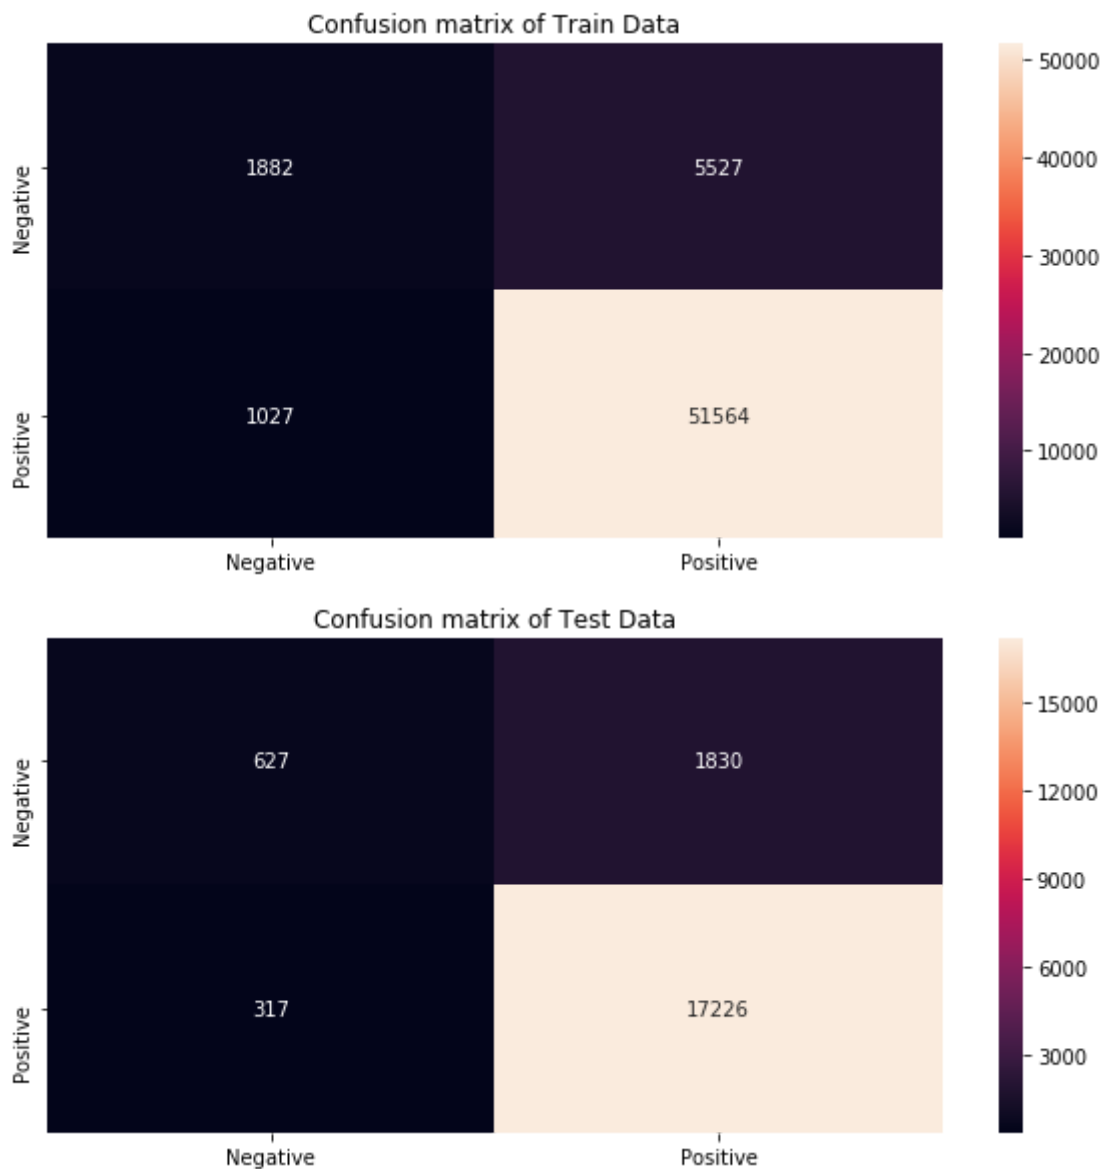 Confusion matrix of Train Data
Negative
1882
5527
Positive
1027
51564
Negative
Positive
50000
40000
30000
20000
10000
Confusion matrix of Test Data
Negative
627
1830
Positive
317
17226
Negative
Positive
15000
12000
9000
6000
3000